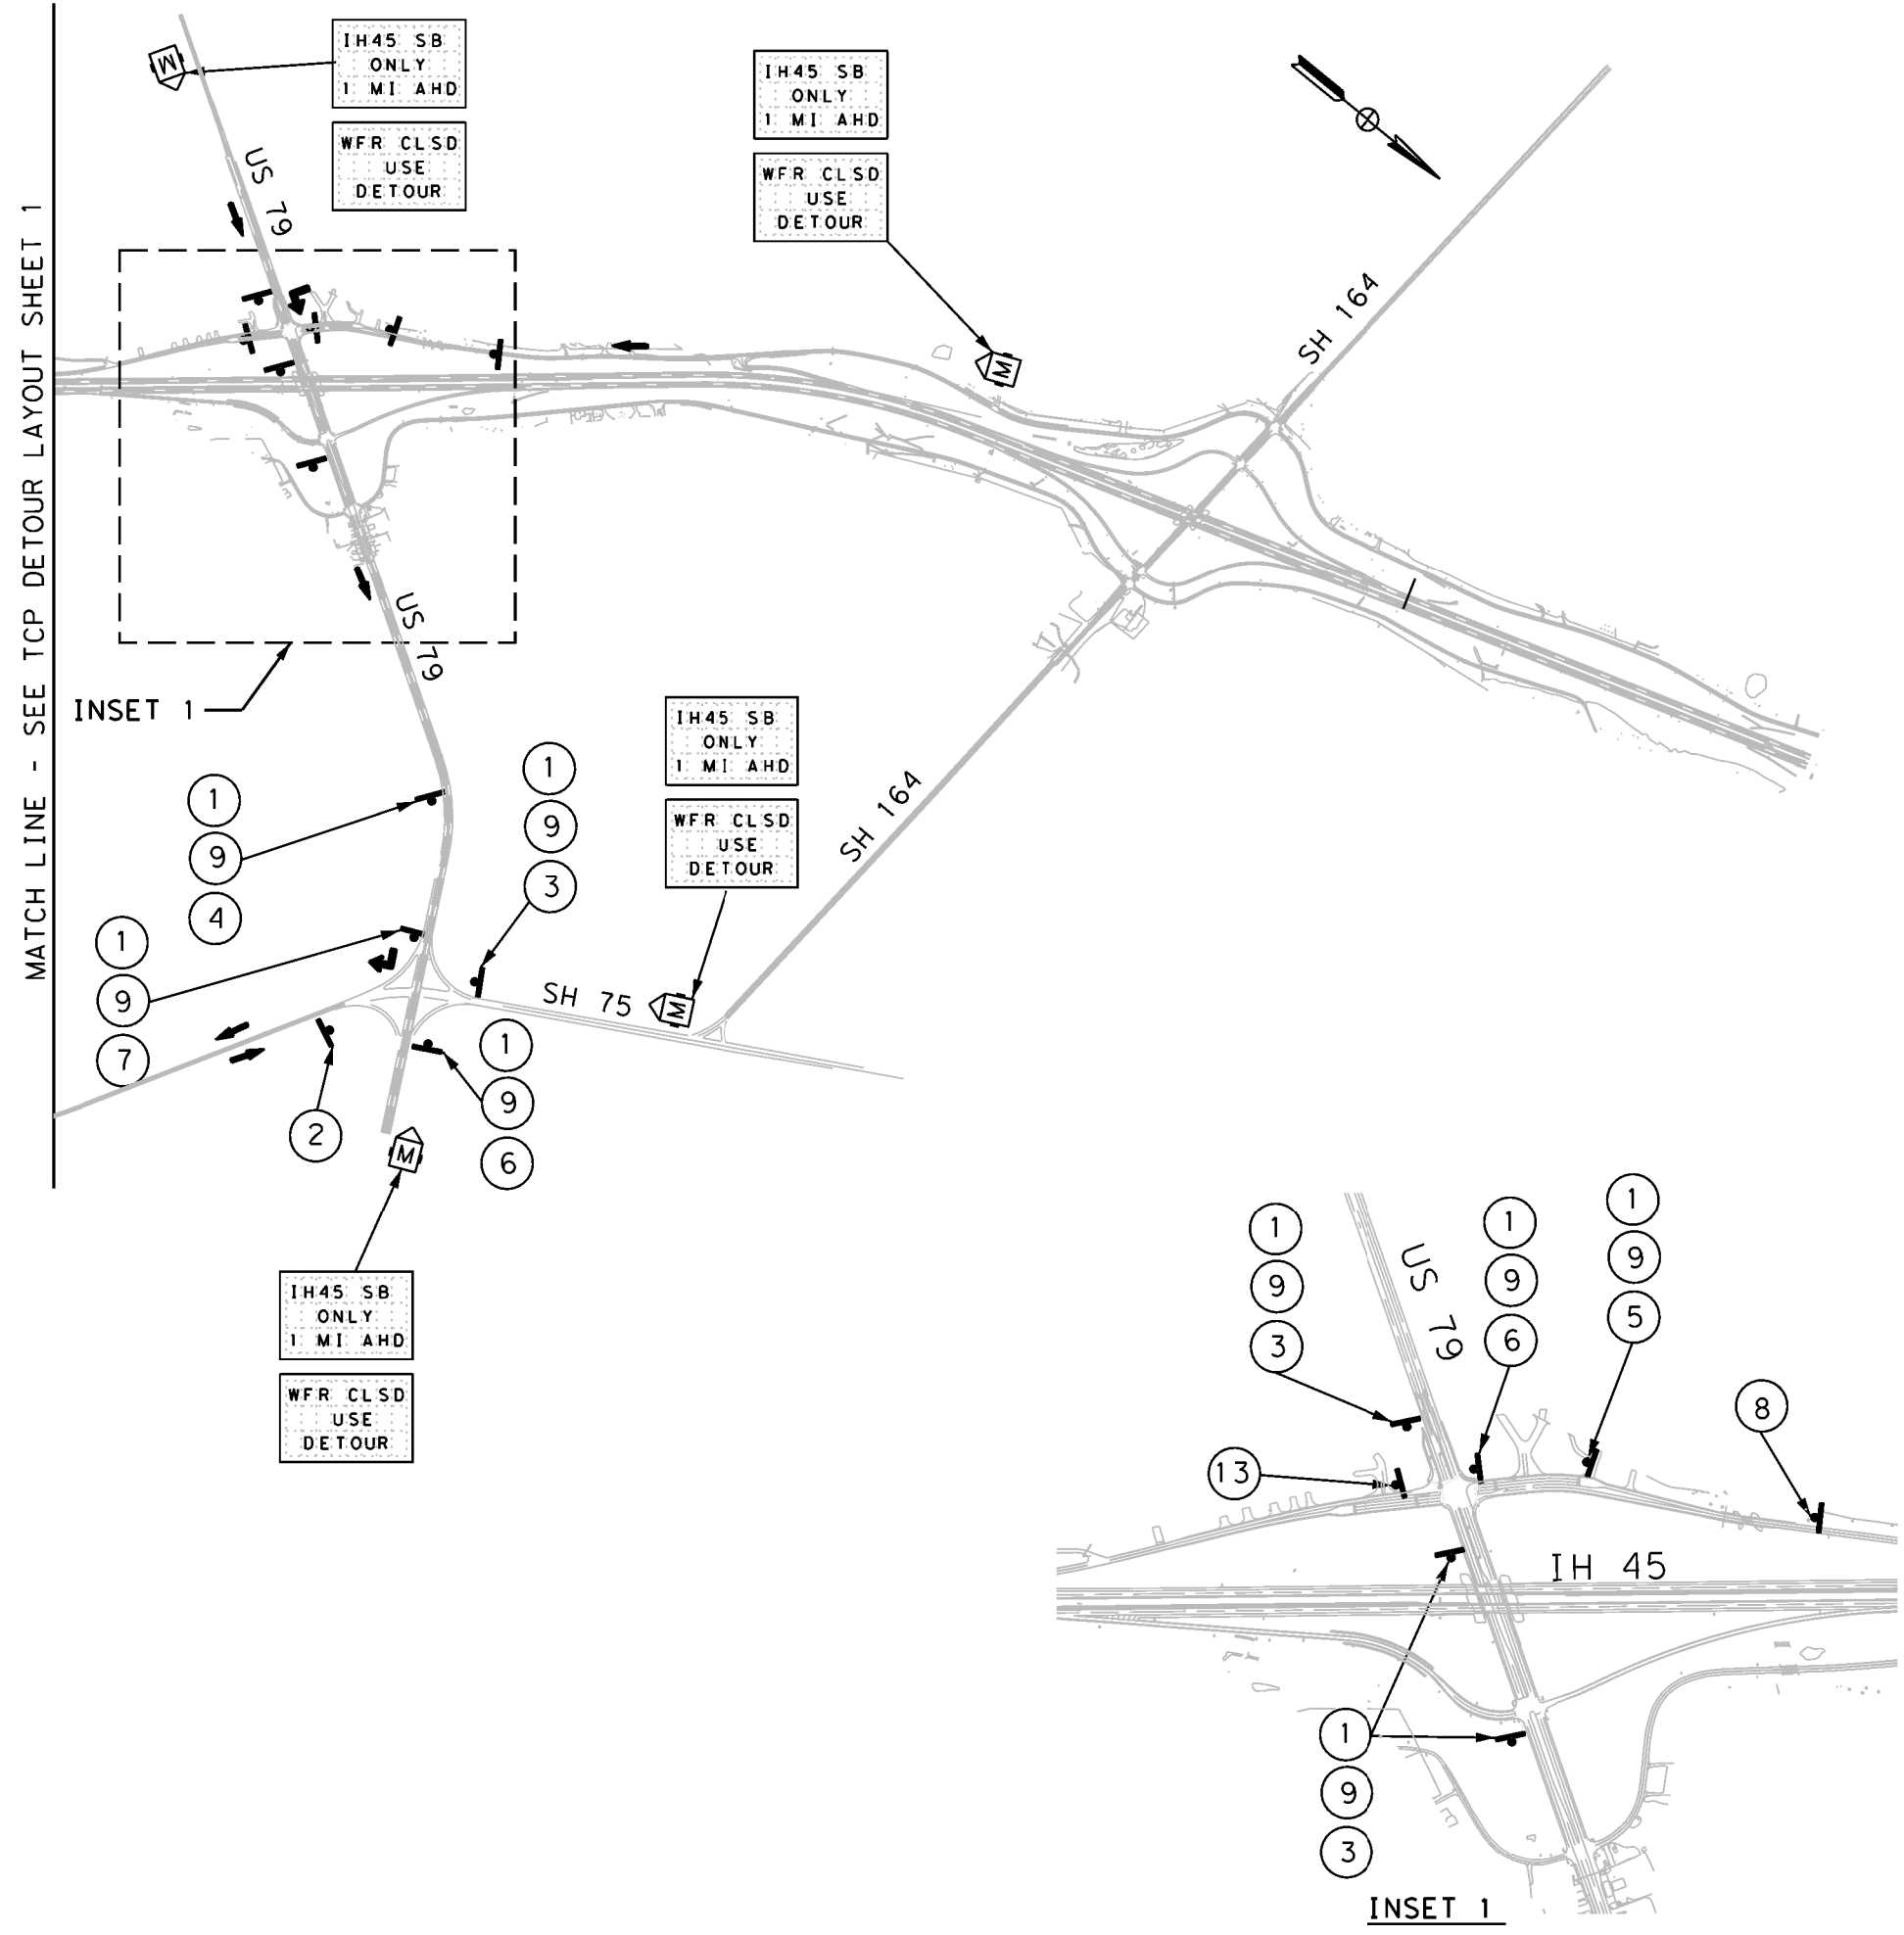 IH45 SB
ONLY
1 MI AHD
WFR CLSD
USE
DETOUR
IH45 SB
ONLY
1 MI AHD
WFR CLSD
USE
DETOUR
M
US 79
M
SH 164
MATCH LINE - SEE TCP DETOUR LAYOUT SHEET 1
US 79
INSET 1
IH45 SB
ONLY
1 MI AHD
WFR CLSD
USE
DETOUR
SH 164
1
9
4
1
9
3
1
9
7
SH 75
M
2
1
9
6
M
IH45 SB
ONLY
1 MI AHD
WFR CLSD
USE
DETOUR
US 79
1
9
3
1
9
6
1
9
5
8
13
IH 45
1
9
3
INSET 1